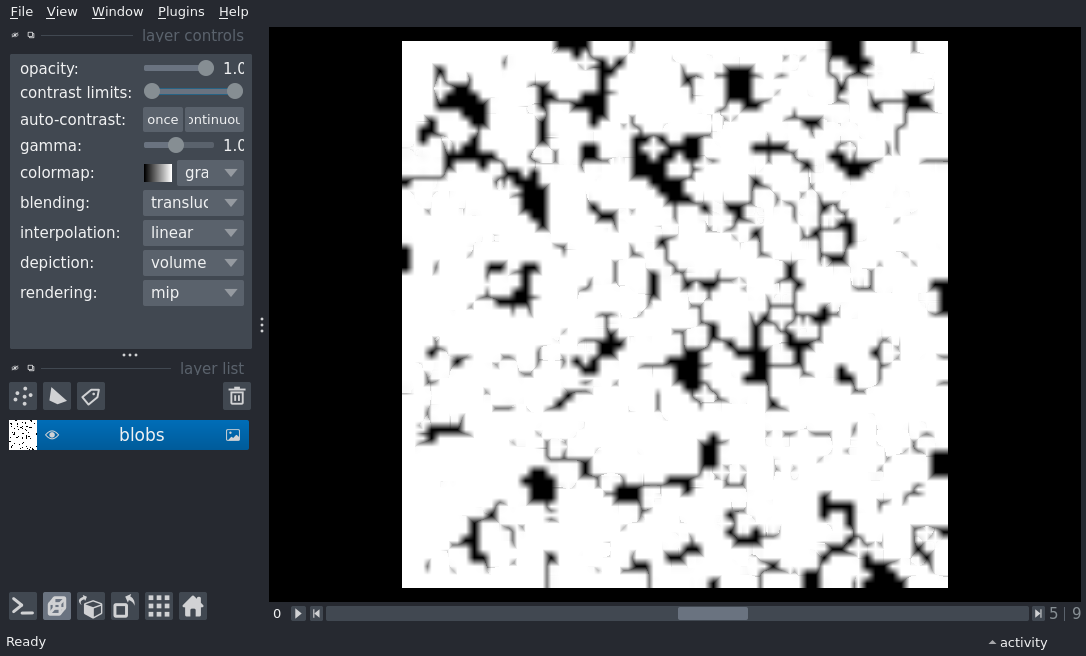 File View Window Plugins Help
layer controls
opacity: 1.0
contrast limits:
auto-contrast: once ontinuou
gamma: 1.0
colormap: gra
blending: transluc
interpolation: linear
depiction: volume
rendering: mip
layer list
blobs
0 5 | 9
Ready activity